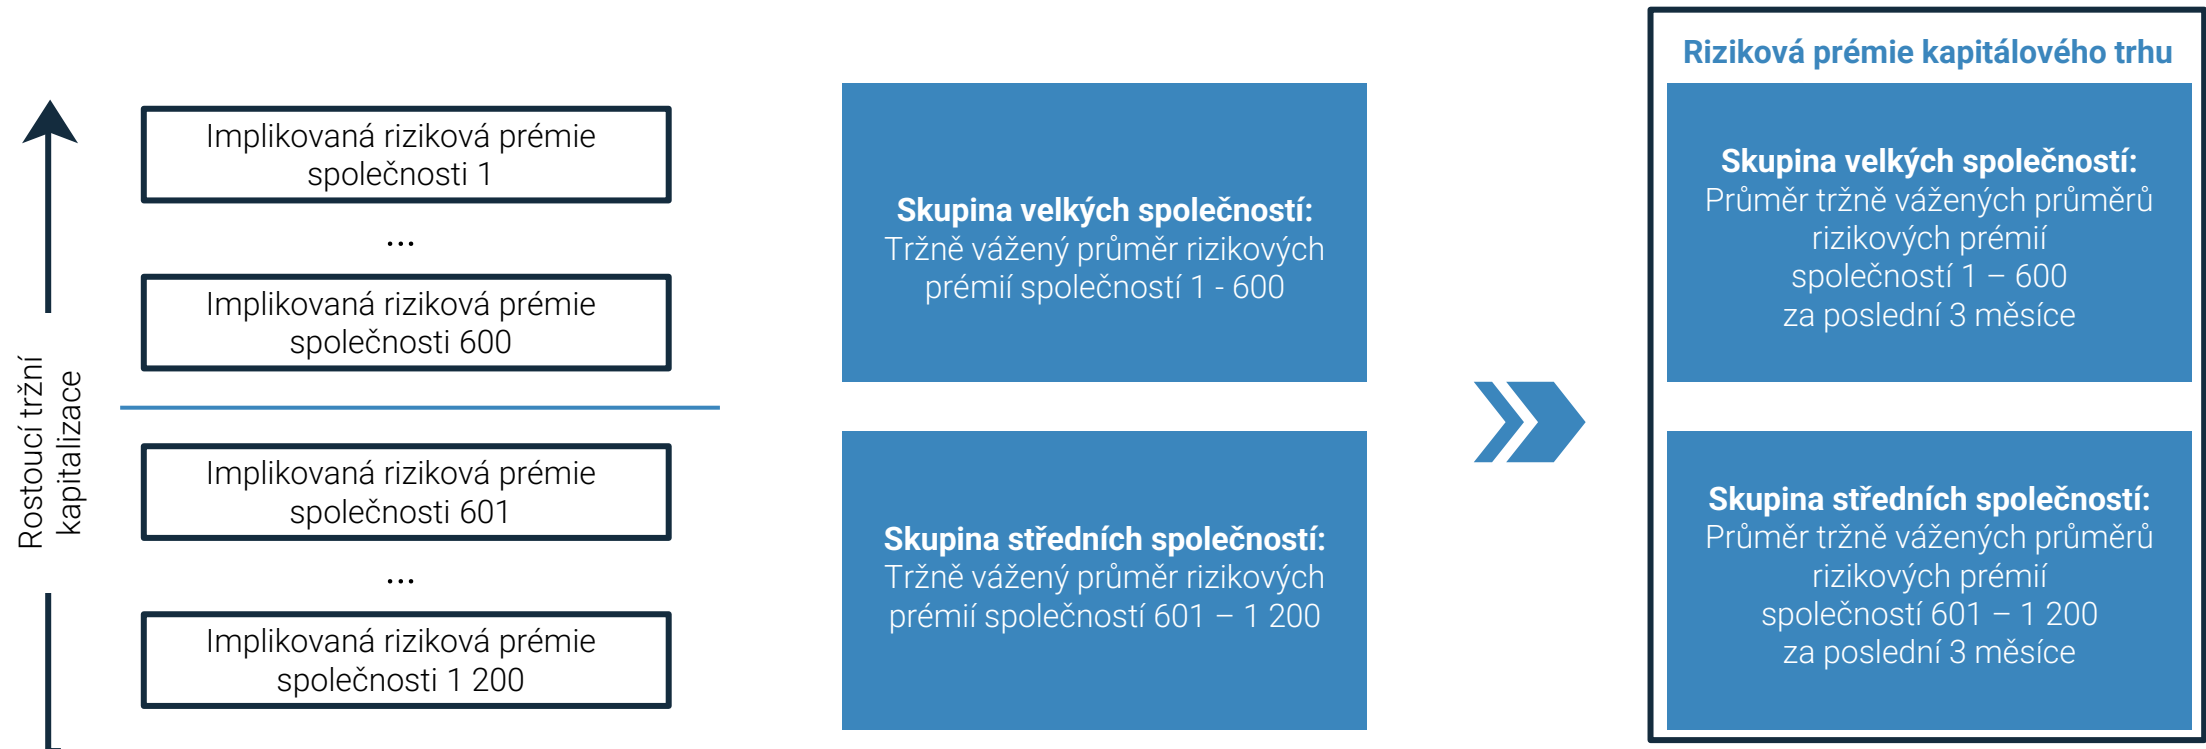 Rostoucí tržní
kapitalizace
Implikovaná riziková prémie
společnosti 1
...
Implikovaná riziková prémie
společnosti 600
Implikovaná riziková prémie
společnosti 601
...
Implikovaná riziková prémie
společnosti 1 200
Skupina velkých společností:
Tržně vážený průměr rizikových
prémií společností 1 - 600
Skupina středních společností:
Tržně vážený průměr rizikových
prémií společností 601 – 1 200
Riziková prémie kapitálového trhu
Skupina velkých společností:
Průměr tržně vážených průměrů
rizikových prémií
společností 1 – 600
za poslední 3 měsíce
Skupina středních společností:
Průměr tržně vážených průměrů
rizikových prémií
společností 601 – 1 200
za poslední 3 měsíce